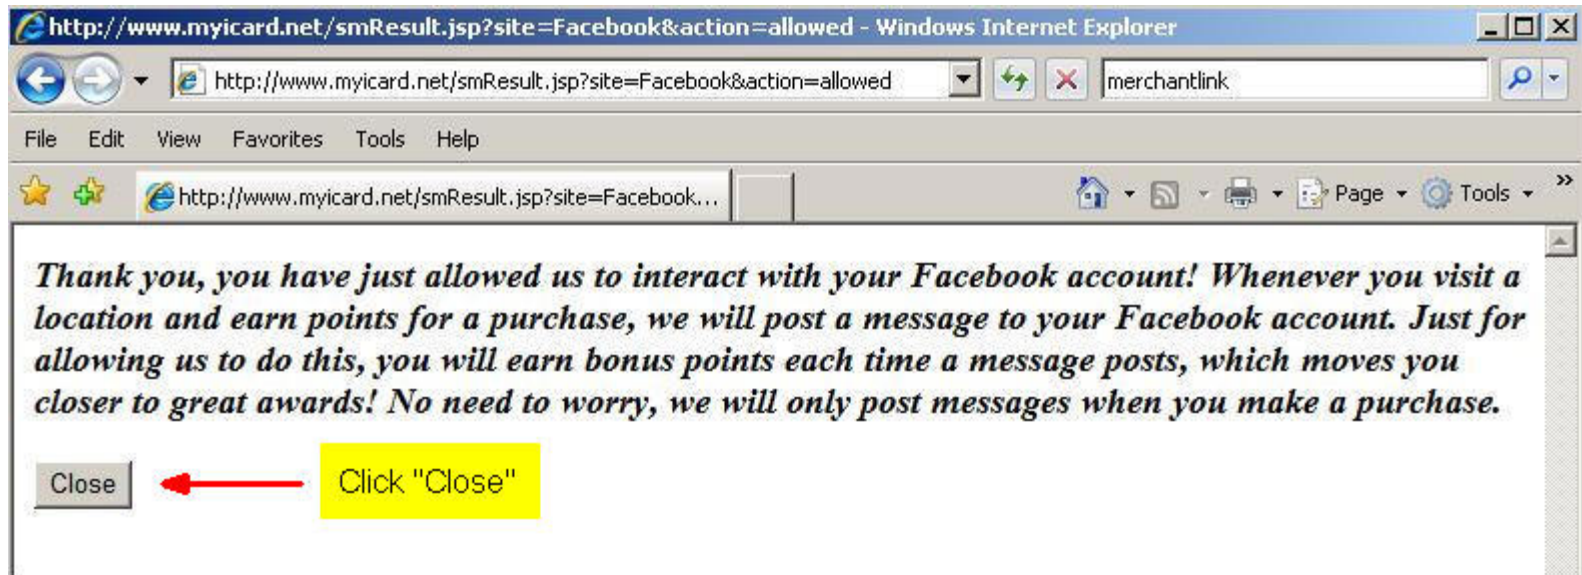 http://www.myicard.net/smResult.jsp?site=Facebook&action=allowed - Windows Internet Explorer
http://www.myicard.net/smResult.jsp?site=Facebook&action=allowed merchantlink
File Edit View Favorites Tools Help
http://www.myicard.net/smResult.jsp?site=Facebook... Page Tools »
Thank you, you have just allowed us to interact with your Facebook account! Whenever you visit a
location and earn points for a purchase, we will post a message to your Facebook account. Just for
allowing us to do this, you will earn bonus points each time a message posts, which moves you
closer to great awards! No need to worry, we will only post messages when you make a purchase.
Close Click "Close"